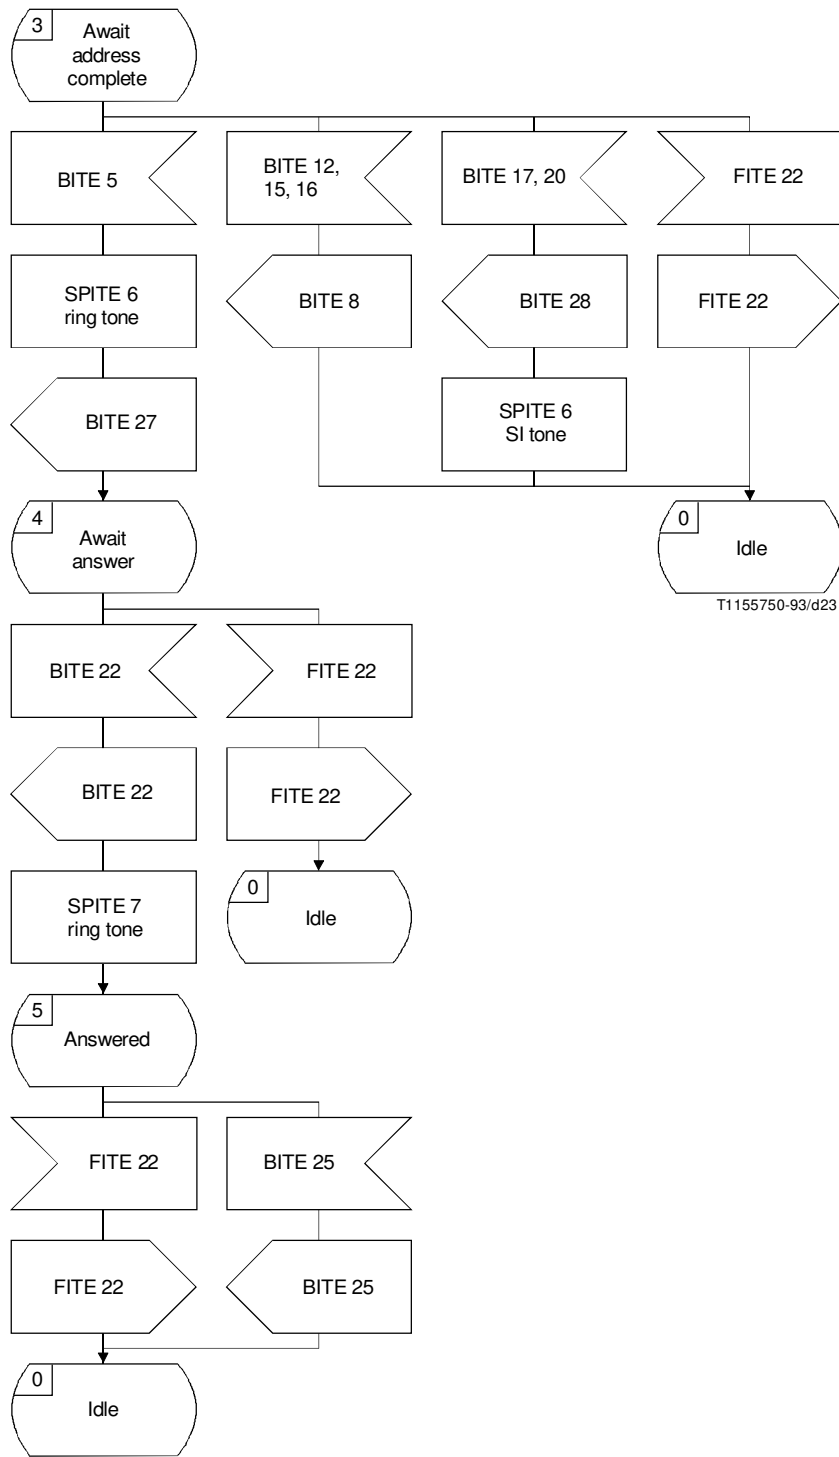 3
Await
address
complete
BITE 5
BITE 12,
15, 16
BITE 17, 20
FITE 22
SPITE 6
ring tone
BITE 8
BITE 28
FITE 22
BITE 27
SPITE 6
SI tone
4
Await
answer
0
Idle
T1155750-93/d23
BITE 22
FITE 22
BITE 22
FITE 22
SPITE 7
ring tone
0
Idle
5
Answered
FITE 22
BITE 25
FITE 22
BITE 25
0
Idle